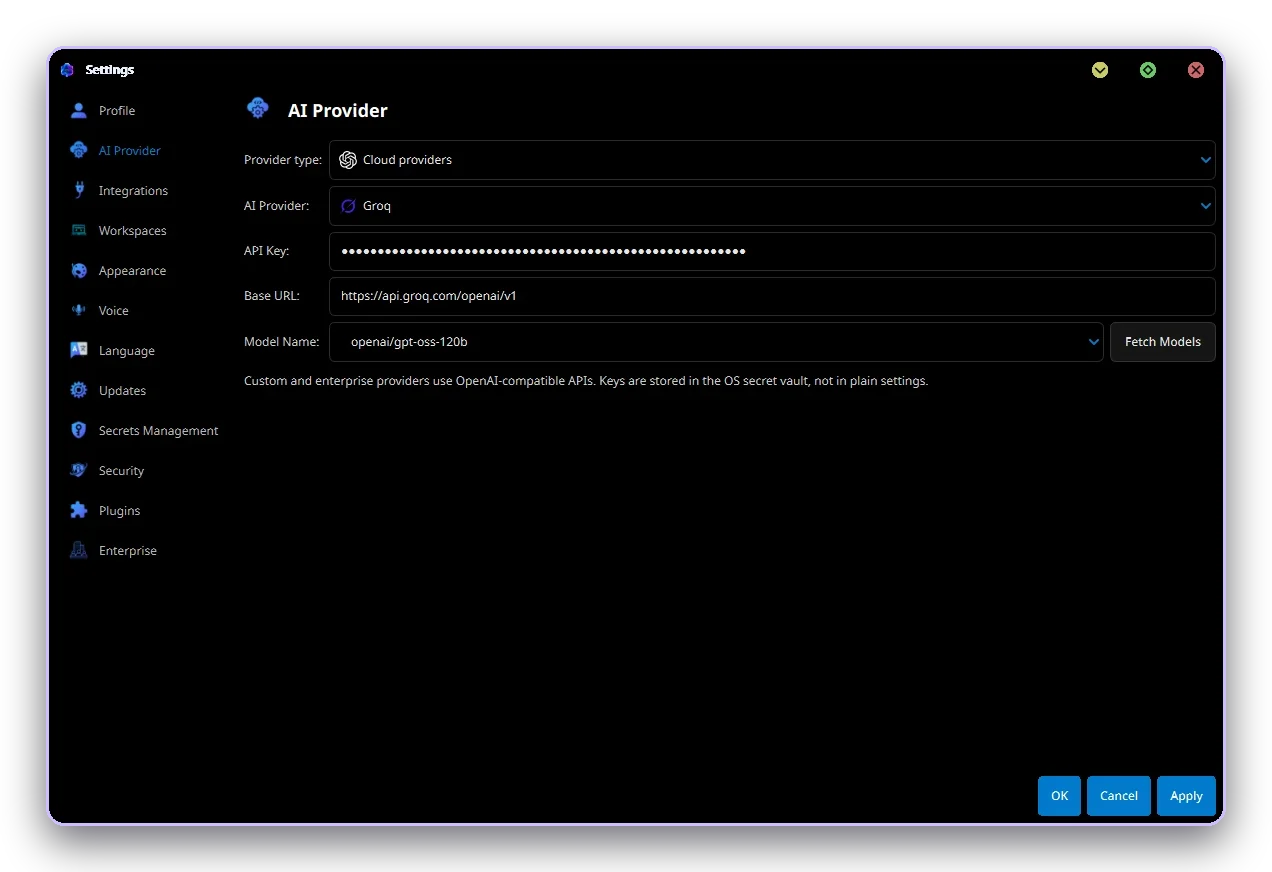 Settings
Profile
AI Provider
Integrations
Workspaces
Appearance
Voice
Language
Updates
Secrets Management
Security
Plugins
Enterprise
AI Provider
Provider type: Cloud providers
AI Provider: Groq
API Key: ••••••••••••••••••••••••••••••••••••••••••••••••••••••••
Base URL: https://api.groq.com/openai/v1
Model Name: openai/gpt-oss-120b Fetch Models
Custom and enterprise providers use OpenAI-compatible APIs. Keys are stored in the OS secret vault, not in plain settings.
OK Cancel Apply